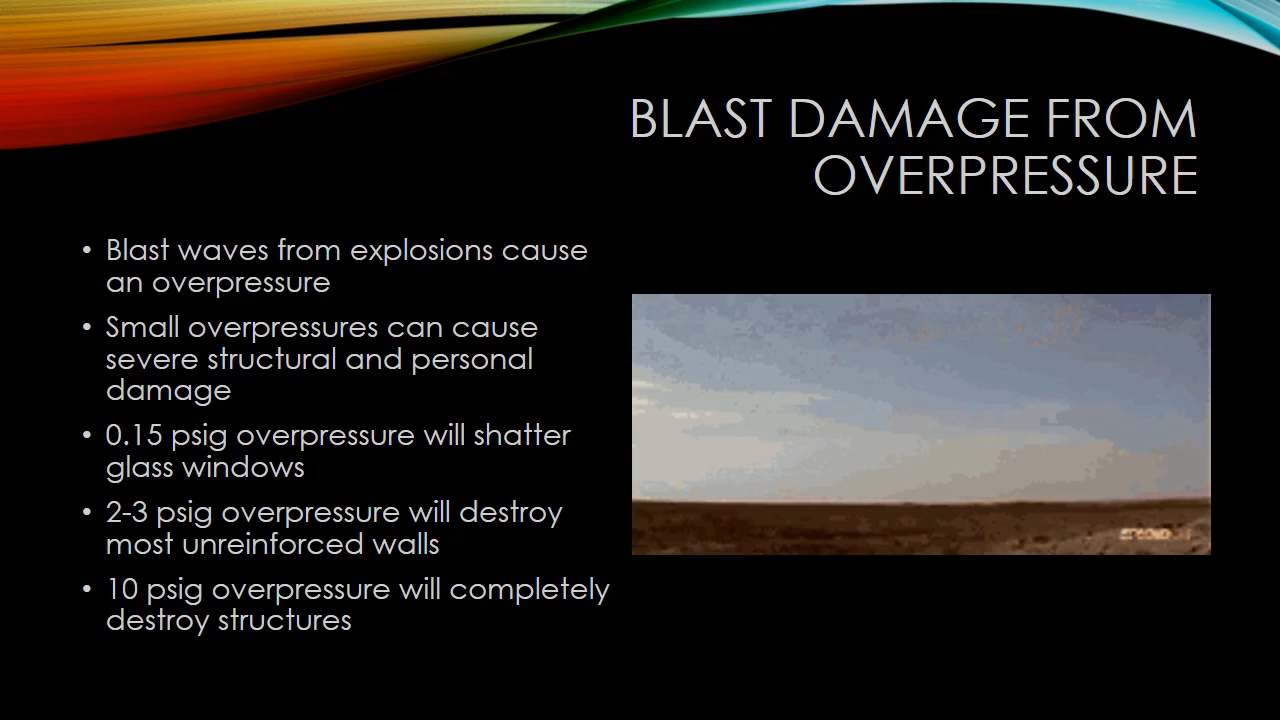 BLAST DAMAGE FROM
OVERPRESSURE
• Blast waves from explosions cause
an overpressure
• Small overpressures can cause
severe structural and personal
damage
• 0.15 psig overpressure will shatter
glass windows
• 2-3 psig overpressure will destroy
most unreinforced walls
• 10 psig overpressure will completely
destroy structures